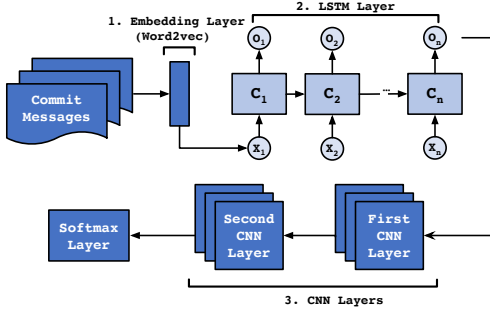 1. Embedding Layer
(Word2vec)
2. LSTM Layer
O1
O2
On
Commit
Messages
C1
C2
...
Cn
X1
X2
Xn
Softmax
Layer
Second
CNN
Layer
First
CNN
Layer
3. CNN Layers